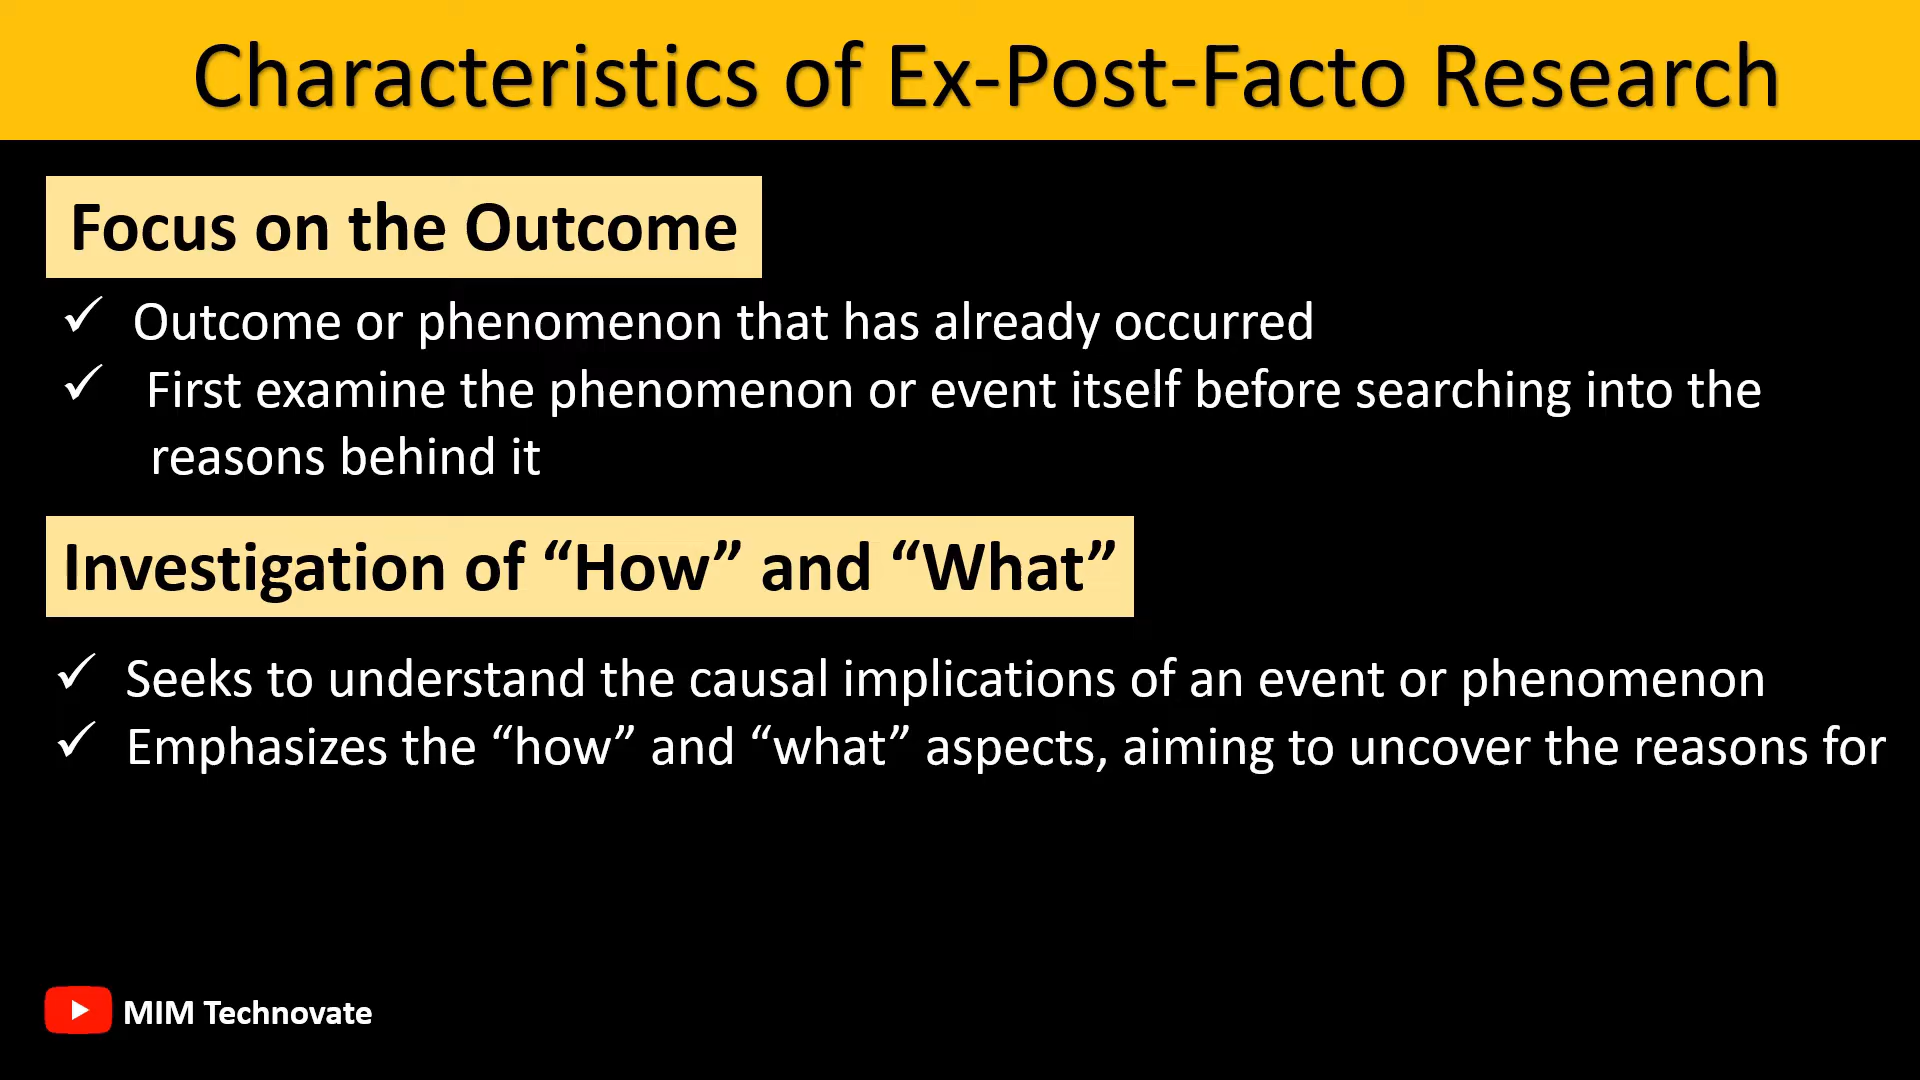 Characteristics of Ex-Post-Facto Research
Focus on the Outcome
✓ Outcome or phenomenon that has already occurred
✓ First examine the phenomenon or event itself before searching into the
reasons behind it
Investigation of “How” and “What”
✓ Seeks to understand the causal implications of an event or phenomenon
✓ Emphasizes the “how” and “what” aspects, aiming to uncover the reasons for
MIM Technovate